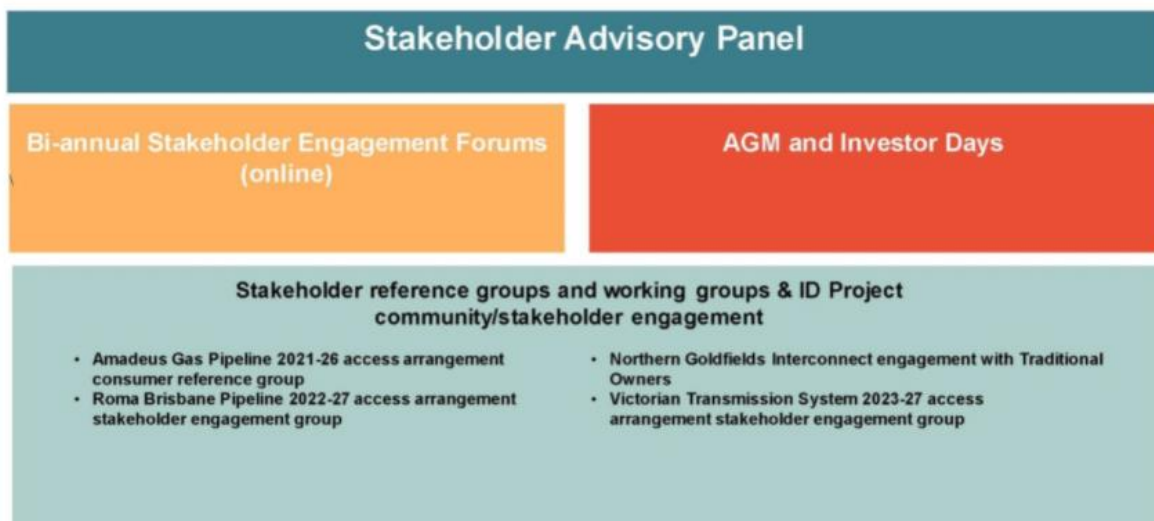 Stakeholder Advisory Panel
Bi-annual Stakeholder Engagement Forums
(online)
AGM and Investor Days
\
Stakeholder reference groups and working groups & ID Project
community/stakeholder engagement
• Amadeus Gas Pipeline 2021-26 access arrangement
consumer reference group
• Roma Brisbane Pipeline 2022-27 access arrangement
stakeholder engagement group
• Northern Goldfields Interconnect engagement with Traditional
Owners
• Victorian Transmission System 2023-27 access
arrangement stakeholder engagement group